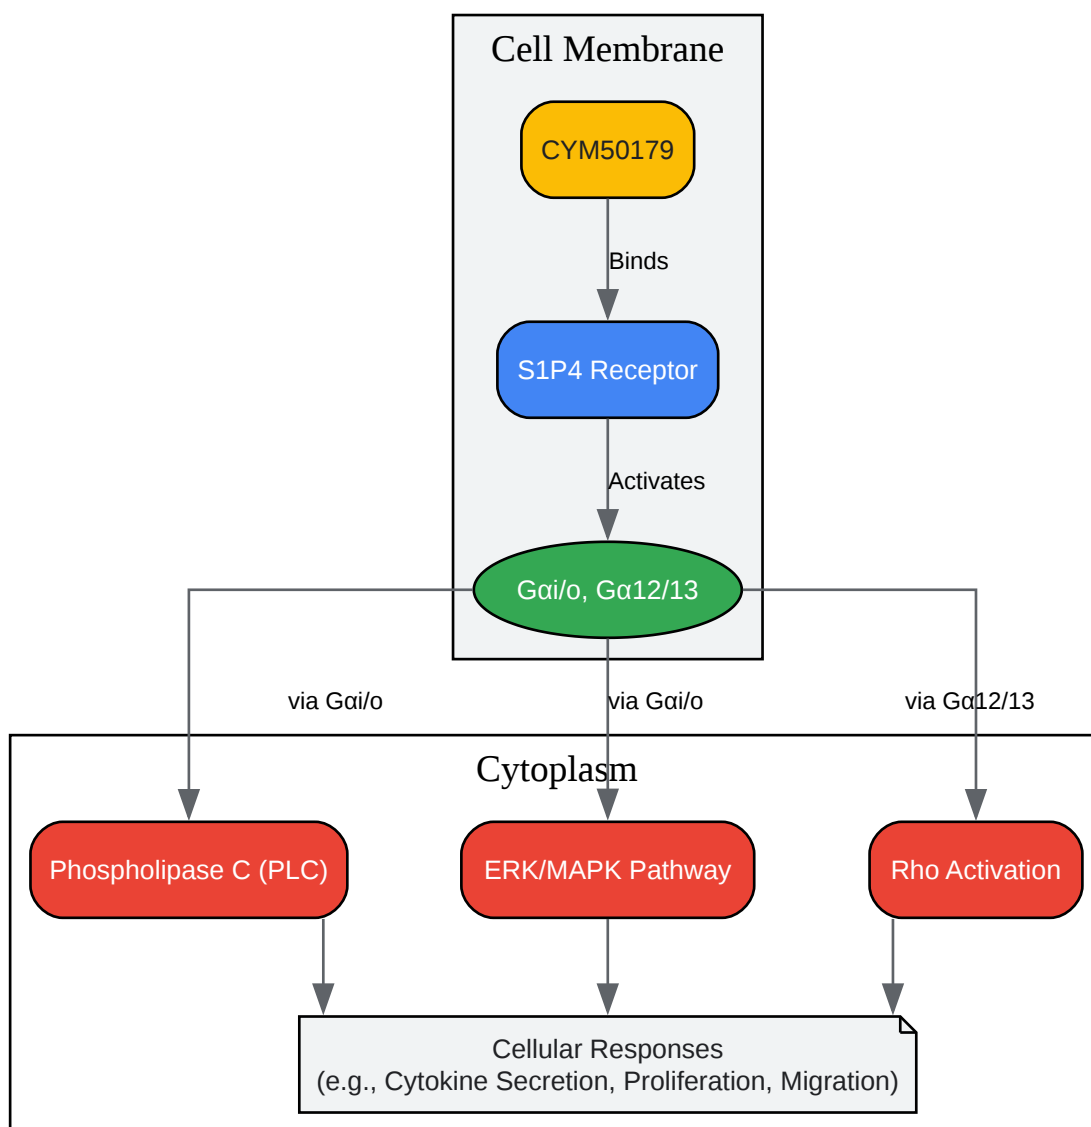 Cell Membrane
CYM50179
Binds
S1P4 Receptor
Activates
Gαi/o, Gα12/13
via Gαi/o
via Gαi/o
via Gα12/13
Cytoplasm
Phospholipase C (PLC)
ERK/MAPK Pathway
Rho Activation
Cellular Responses
(e.g., Cytokine Secretion, Proliferation, Migration)